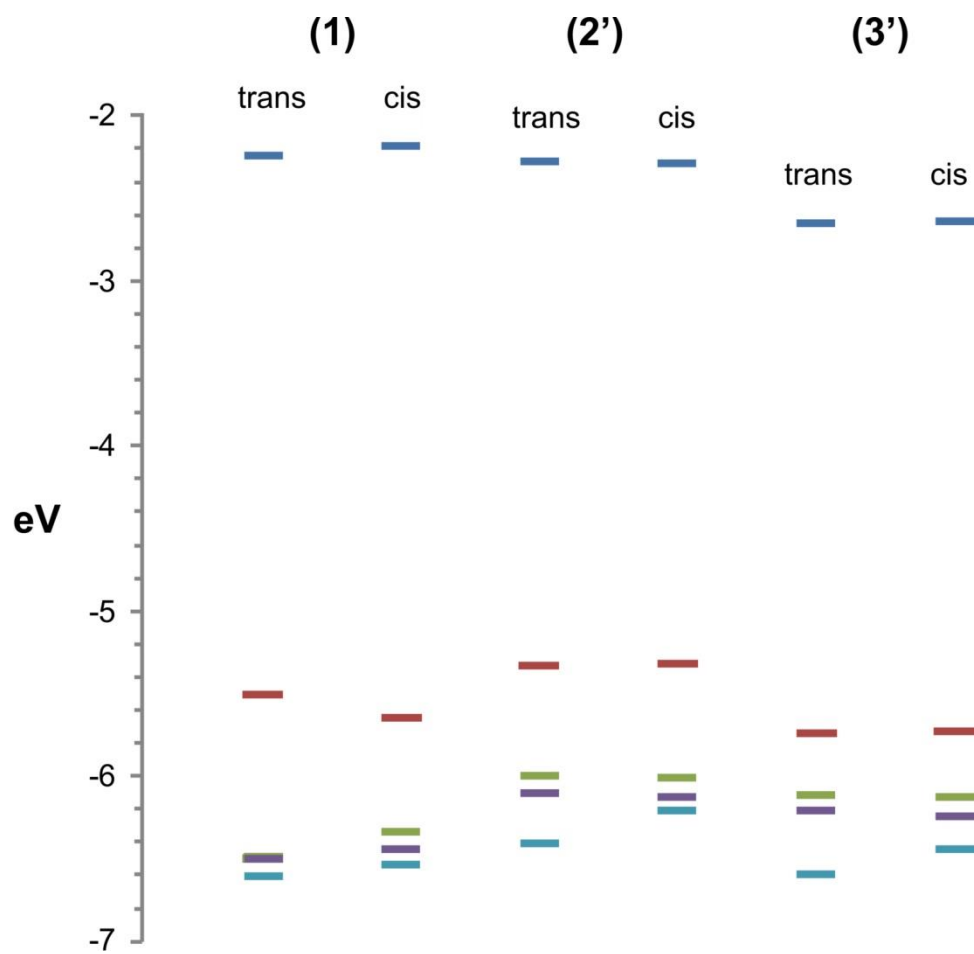 (1) (2’) (3’)
trans cis trans cis trans cis
-2
-3
-4
eV
-5
-6
-7